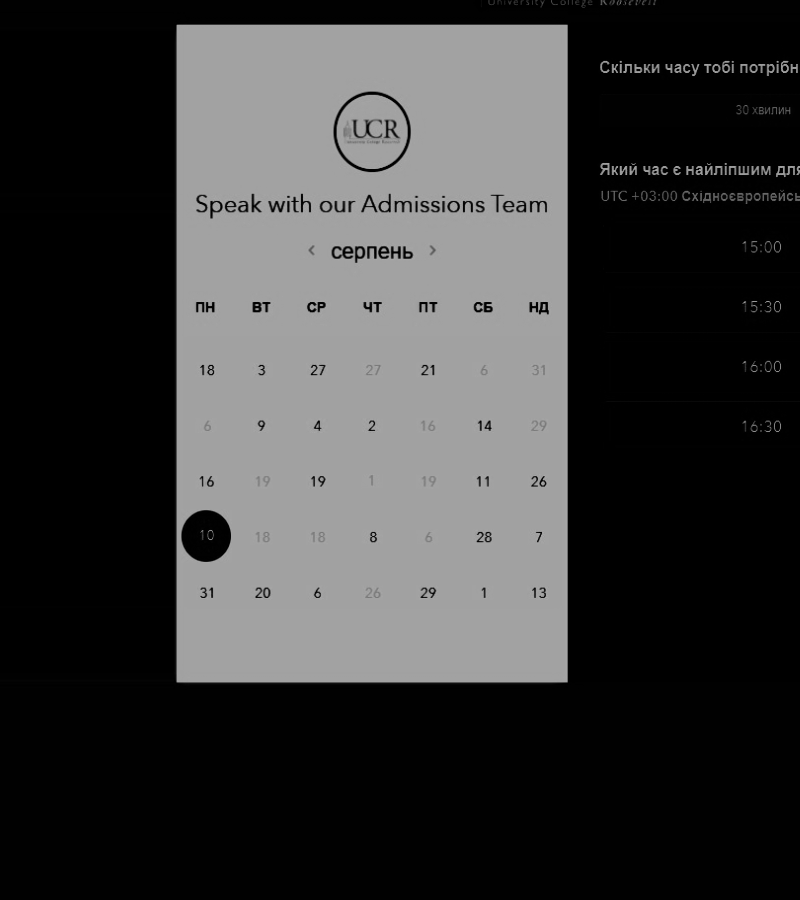 University College Roosevelt
UCR
Speak with our Admissions Team
< серпень >
ПН ВТ СР ЧТ ПТ СБ НД
18 3 27 27 21 6 31
6 9 4 2 16 14 29
16 19 19 1 19 11 26
10 18 18 8 6 28 7
31 20 6 26 29 1 13
Скільки часу тобі потрібн
30 хвилин
Який час є найліпшим для
UTC +03:00 Східноєвропейсь
15:00
15:30
16:00
16:30